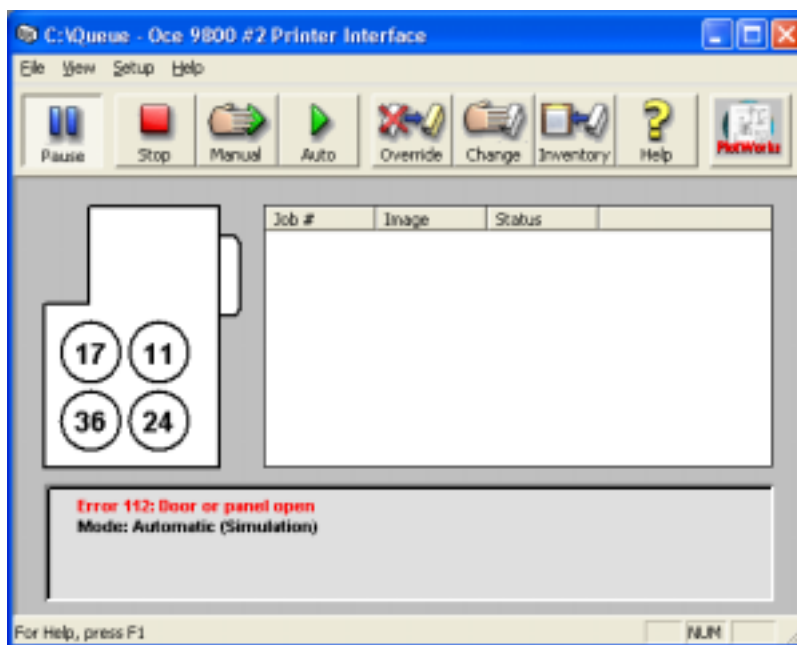 C:\Queue - Oce 9800 #2 Printer Interface
File View Setup Help
Pause Stop Manual Auto Override Change Inventory Help PlotWorks
Job # Image Status
17 11
36 24
Error 112: Door or panel open
Mode: Automatic (Simulation)
For Help, press F1 NUM